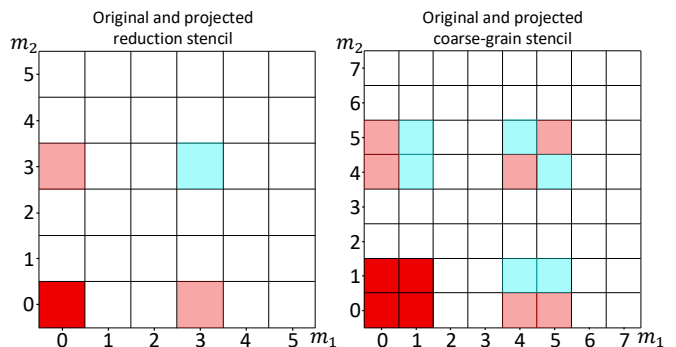 Original and projected
reduction stencil
m₂
5
4
3
2
1
0
0 1 2 3 4 5 m₁
Original and projected
coarse-grain stencil
m₂
7
6
5
4
3
2
1
0
0 1 2 3 4 5 6 7 m₁